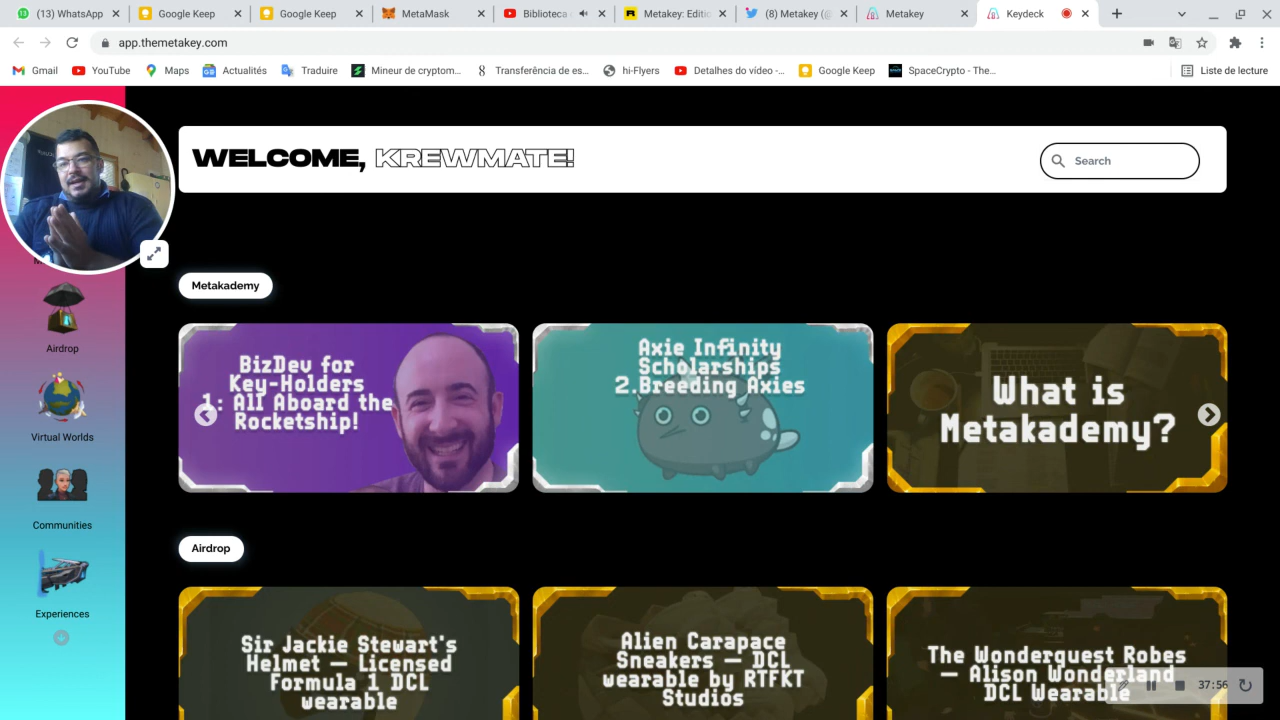 (13) WhatsApp
Google Keep
Google Keep
MetaMask
Biblioteca
Metakey: Editi
(8) Metakey (@
Metakey
Keydeck
app.themetakey.com
Gmail
YouTube
Maps
Actualités
Traduire
Mineur de cryptom...
Transferência de es...
hi-Flyers
Detalhes do vídeo -...
Google Keep
SpaceCrypto - The...
Liste de lecture
WELCOME, KREWMATE!
Search
Airdrop
Virtual Worlds
Communities
Experiences
Metakademy
BizDev for
Key-Holders
1: All Aboard the
Rocketship!
Axie Infinity
Scholarships
2.Breeding Axies
What is
Metakademy?
Airdrop
Sir Jackie Stewart's
Helmet — Licensed
Formula 1 DCL
wearable
Alien Carapace
Sneakers — DCL
wearable by RTFKT
Studios
The Wonderquest Robes
— Alison Wonderland
DCL Wearable
37:56